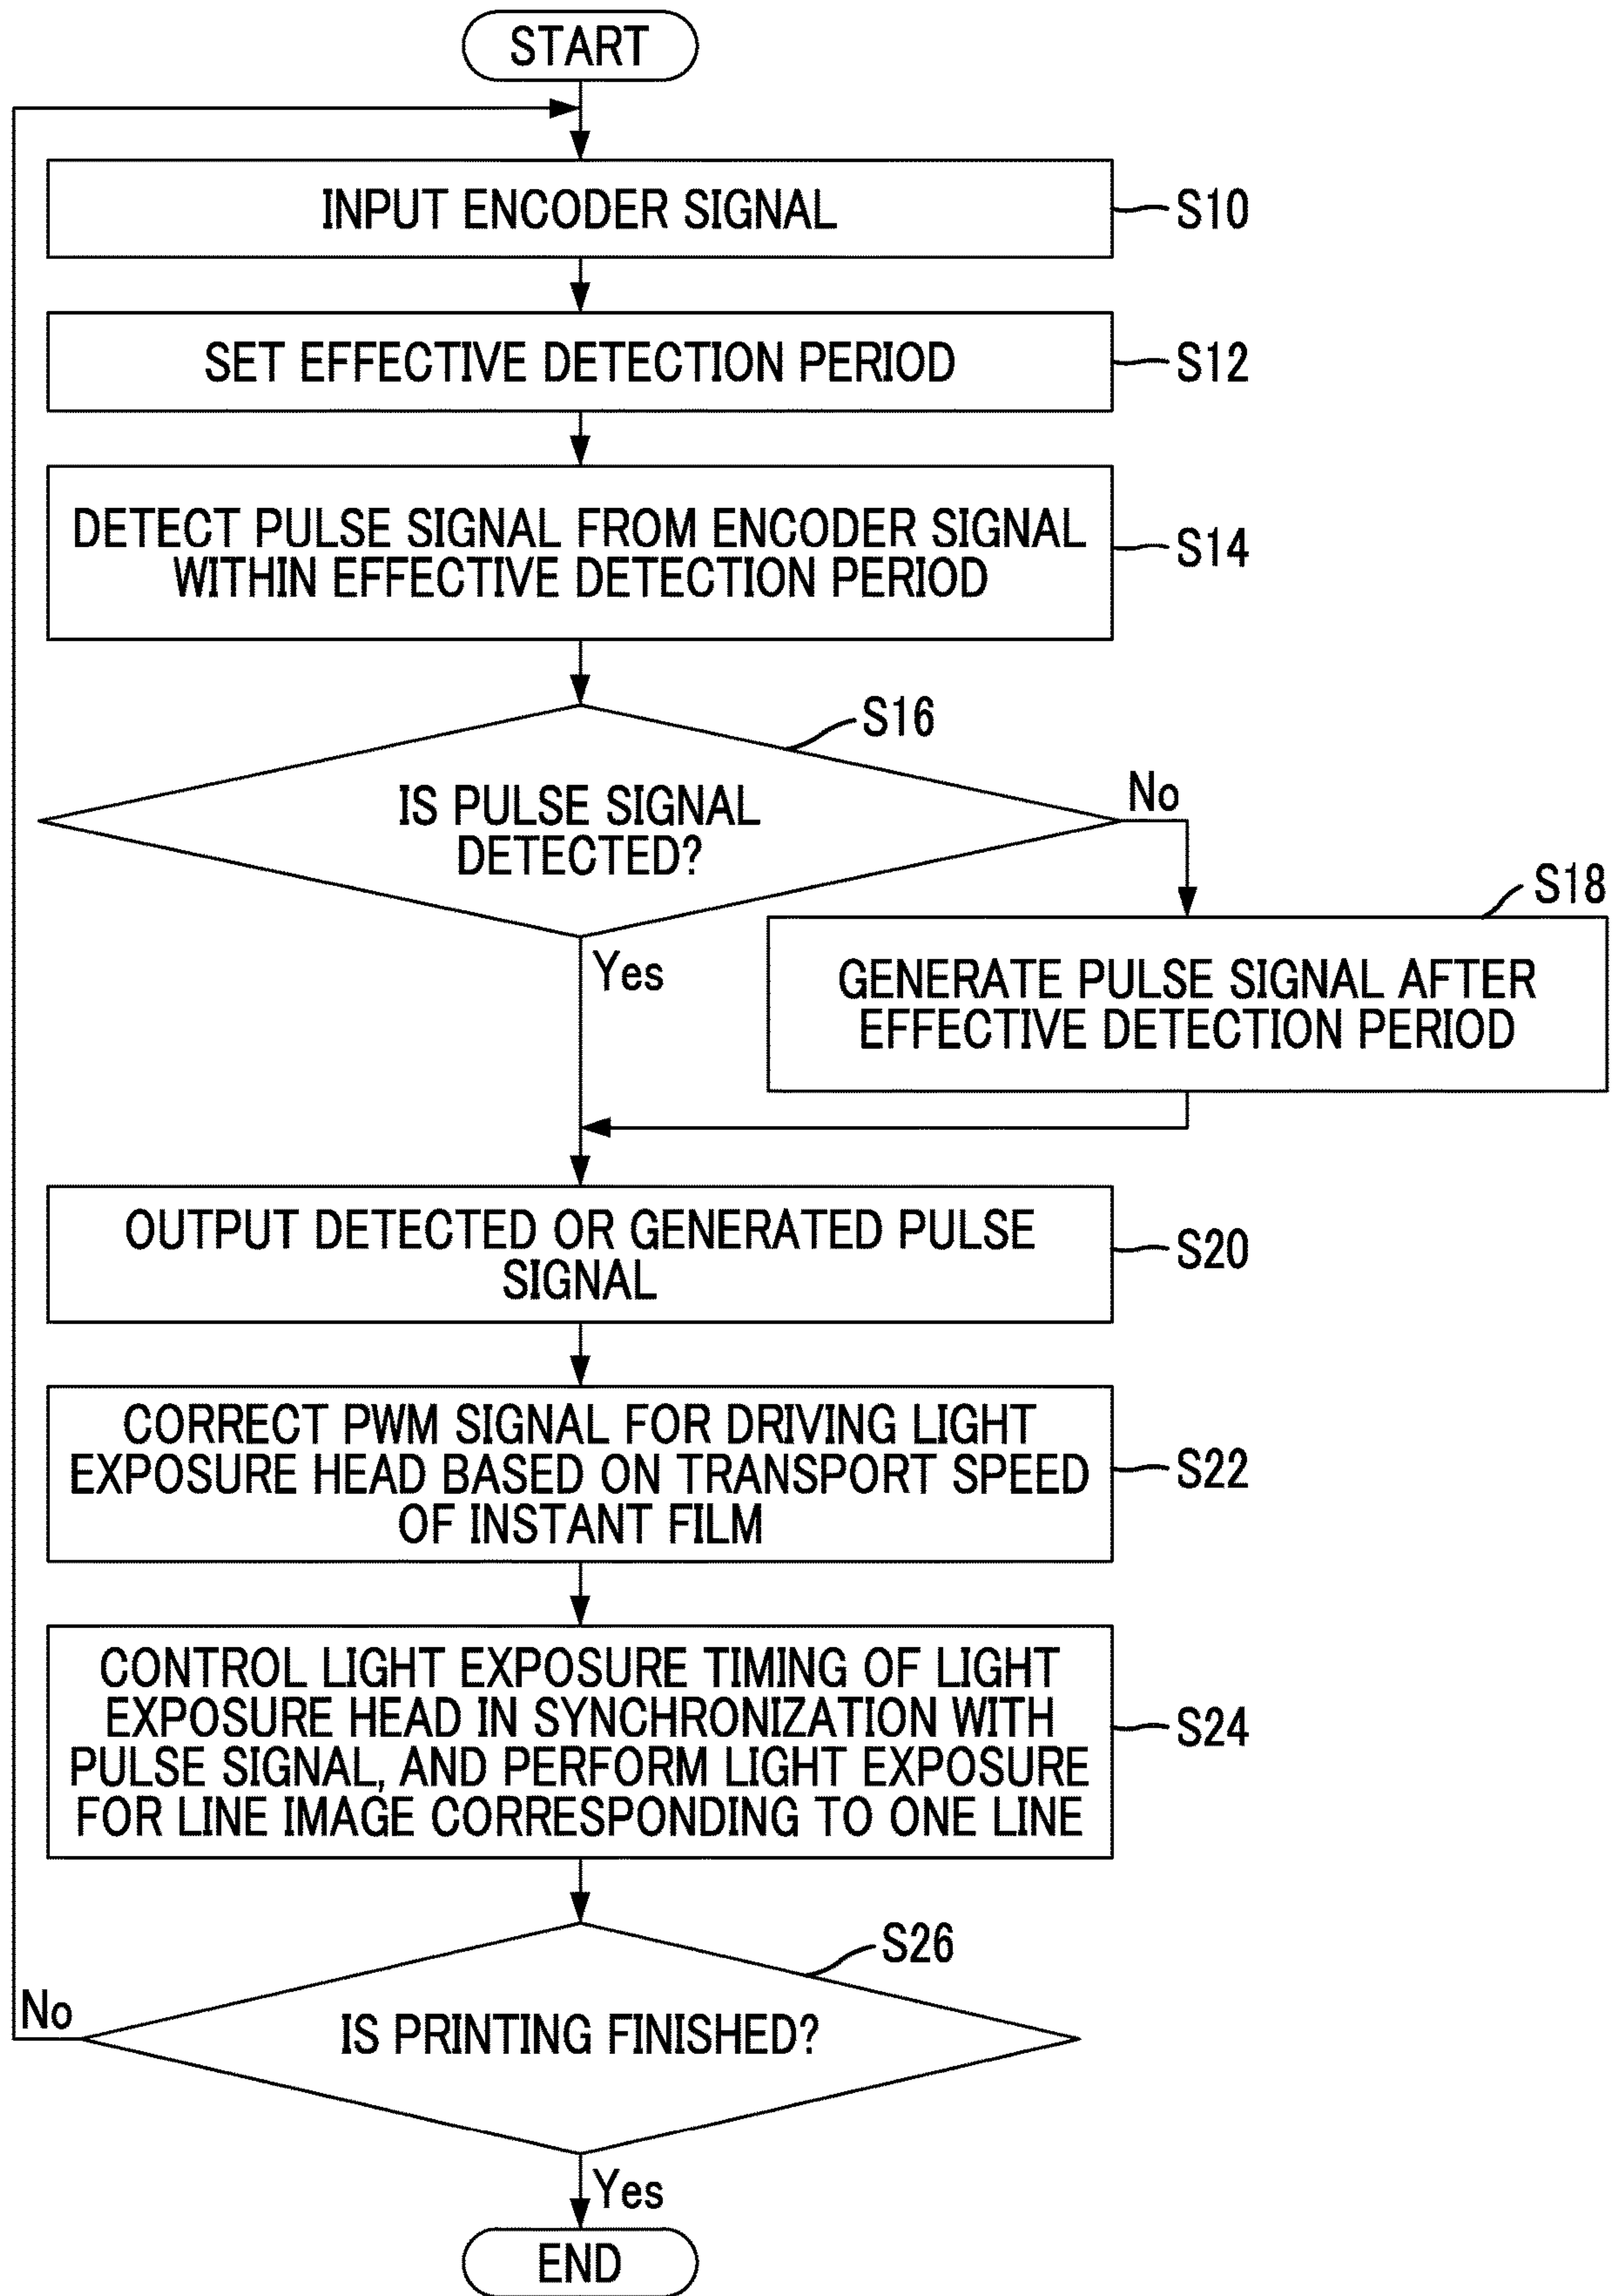 START
INPUT ENCODER SIGNAL
S10
SET EFFECTIVE DETECTION PERIOD
S12
DETECT PULSE SIGNAL FROM ENCODER SIGNAL
WITHIN EFFECTIVE DETECTION PERIOD
S14
S16
IS PULSE SIGNAL
DETECTED?
No
Yes
S18
GENERATE PULSE SIGNAL AFTER
EFFECTIVE DETECTION PERIOD
OUTPUT DETECTED OR GENERATED PULSE
SIGNAL
S20
CORRECT PWM SIGNAL FOR DRIVING LIGHT
EXPOSURE HEAD BASED ON TRANSPORT SPEED
OF INSTANT FILM
S22
CONTROL LIGHT EXPOSURE TIMING OF LIGHT
EXPOSURE HEAD IN SYNCHRONIZATION WITH
PULSE SIGNAL, AND PERFORM LIGHT EXPOSURE
FOR LINE IMAGE CORRESPONDING TO ONE LINE
S24
S26
No
IS PRINTING FINISHED?
Yes
END